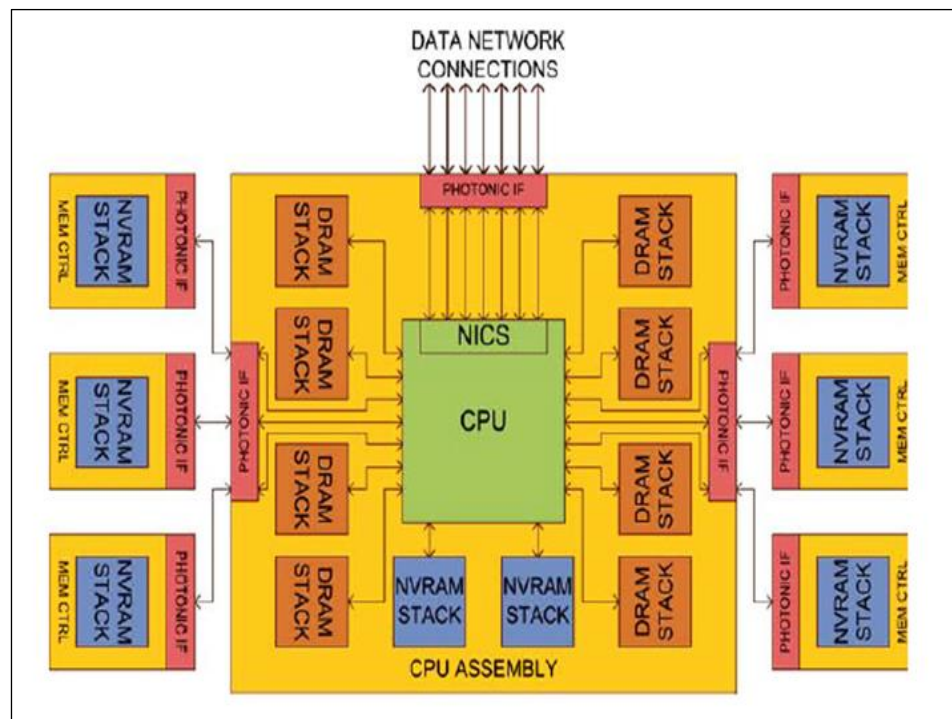 DATA NETWORK
CONNECTIONS
PHOTONIC IF
NICS
CPU
MEM CTRL
NVRAM
STACK
PHOTONIC IF
MEM CTRL
NVRAM
STACK
PHOTONIC IF
MEM CTRL
NVRAM
STACK
PHOTONIC IF
PHOTONIC IF
DRAM
STACK
DRAM
STACK
DRAM
STACK
DRAM
STACK
NVRAM
STACK
NVRAM
STACK
DRAM
STACK
DRAM
STACK
DRAM
STACK
DRAM
STACK
PHOTONIC IF
PHOTONIC IF
NVRAM
STACK
MEM CTRL
PHOTONIC IF
NVRAM
STACK
MEM CTRL
PHOTONIC IF
NVRAM
STACK
MEM CTRL
CPU ASSEMBLY